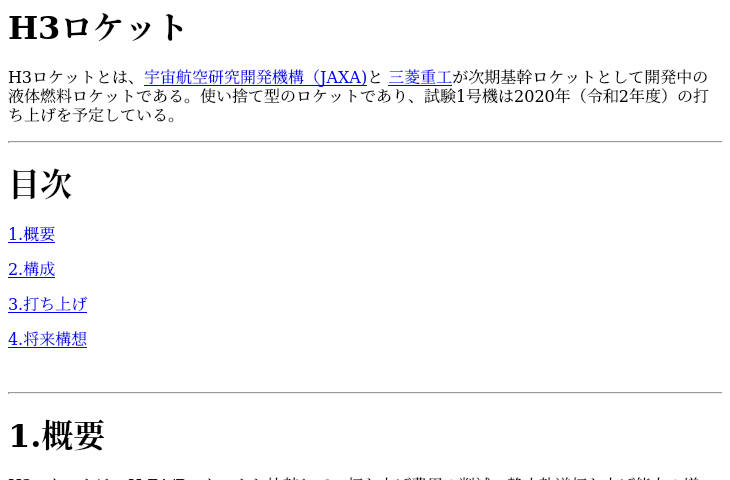 H3ロケット
H3ロケットとは、宇宙航空研究開発機構（JAXA)と 三菱重工が次期基幹ロケットとして開発中の
液体燃料ロケットである。使い捨て型のロケットであり、試験1号機は2020年（令和2年度）の打
ち上げを予定している。
目次
1.概要
2.構成
3.打ち上げ
4.将来構想
1.概要